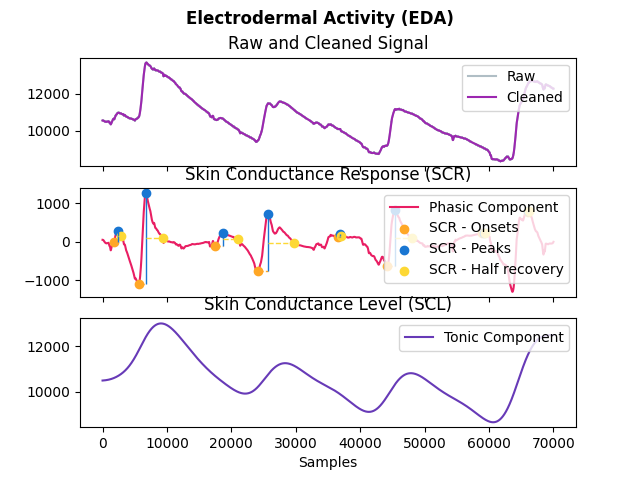 Electrodermal Activity (EDA)
Raw and Cleaned Signal
12000
10000
Raw
Cleaned
Skin Conductance Response (SCR)
1000
0
−1000
Phasic Component
SCR - Onsets
SCR - Peaks
SCR - Half recovery
Skin Conductance Level (SCL)
12000
10000
Tonic Component
0 10000 20000 30000 40000 50000 60000 70000
Samples